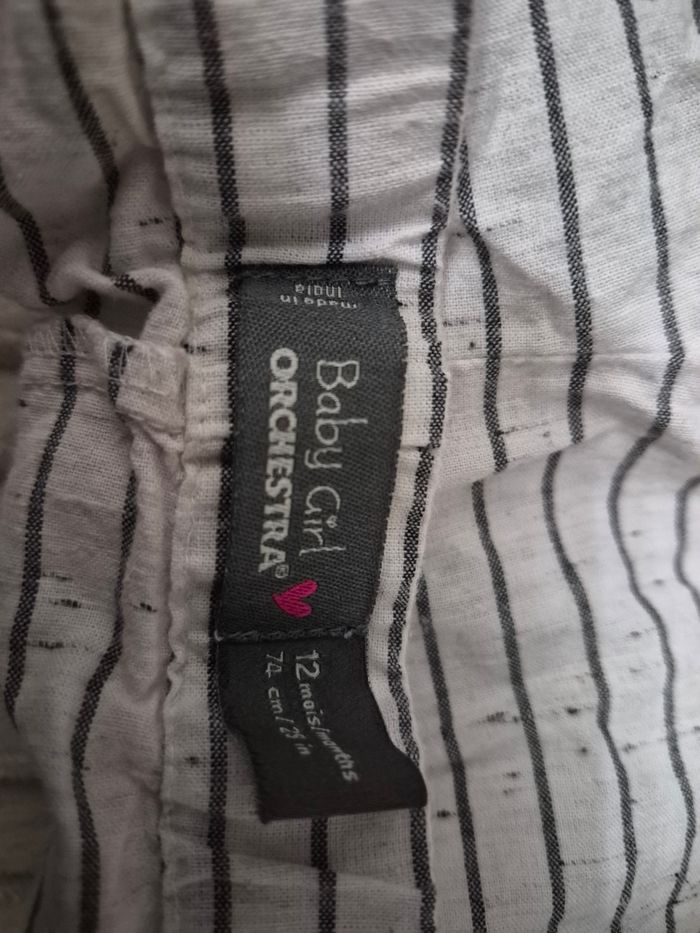 made in
India
Baby Girl
ORCHESTRA®
12 mois/months
74 cm/29 in